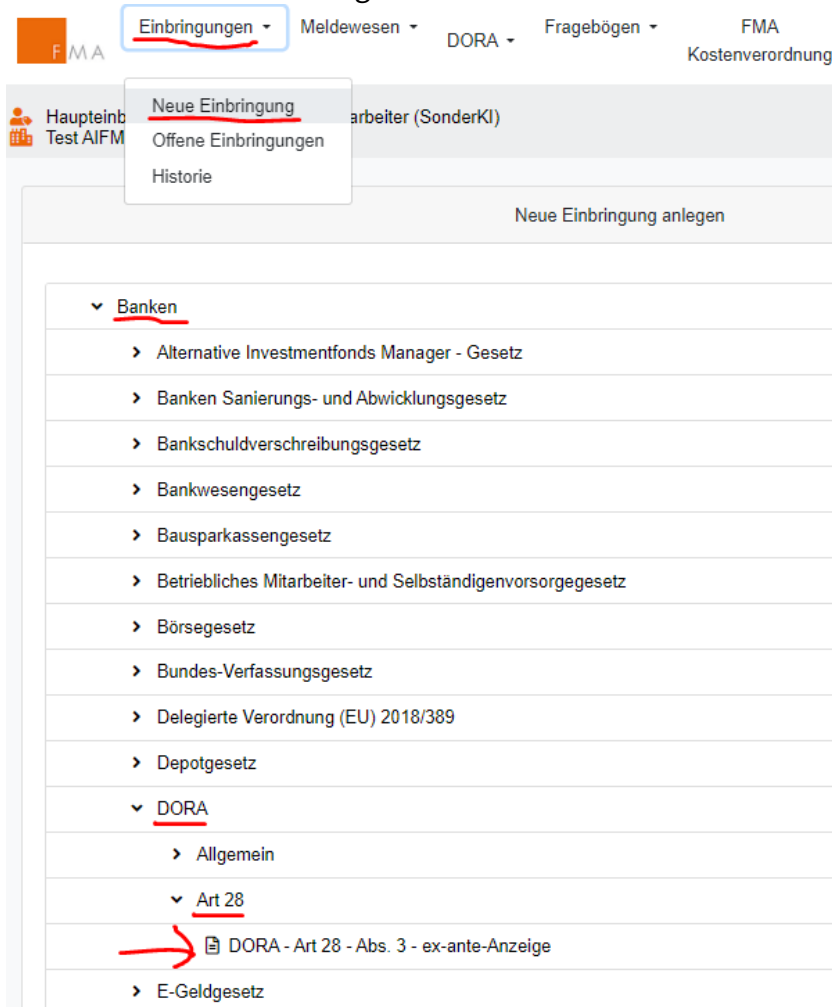 Einbringungen
Meldewesen
DORA
Fragebögen
FMA
Kostenverordnung
FMA
Neue Einbringung
Offene Einbringungen
Historie
Haupteinb
arbeiter (SonderKI)
Test AIFM
Neue Einbringung anlegen
Banken
Alternative Investmentfonds Manager - Gesetz
Banken Sanierungs- und Abwicklungsgesetz
Bankschuldverschreibungsgesetz
Bankwesengesetz
Bausparkassengesetz
Betriebliches Mitarbeiter- und Selbständigenvorsorgegesetz
Börsegesetz
Bundes-Verfassungsgesetz
Delegierte Verordnung (EU) 2018/389
Depotgesetz
DORA
Allgemein
Art 28
DORA - Art 28 - Abs. 3 - ex-ante-Anzeige
E-Geldgesetz